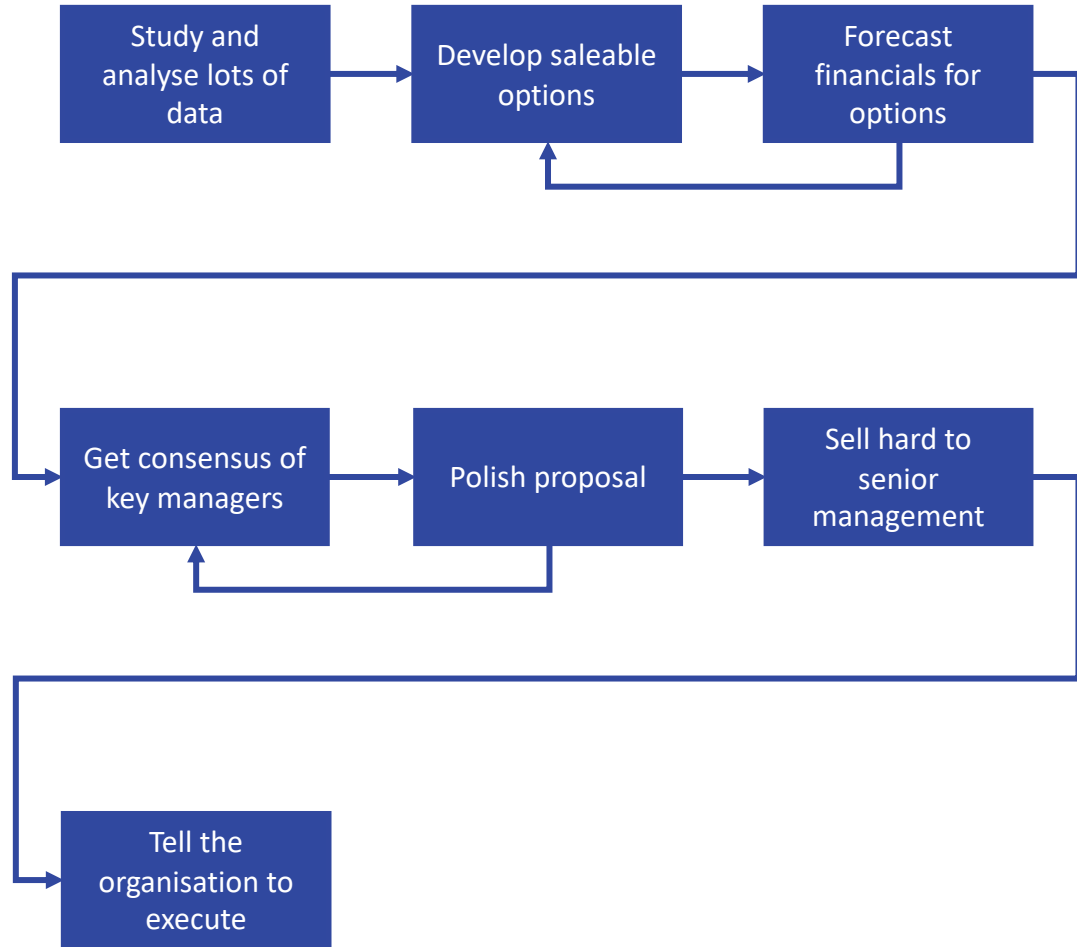 Study and
analyse lots of
data
Develop saleable
options
Forecast
financials for
options
Get consensus of
key managers
Polish proposal
Sell hard to
senior
management
Tell the
organisation to
execute